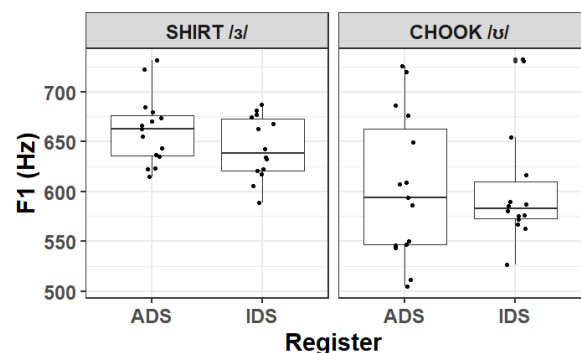 SHIRT /ɜ/ CHOOK /ʊ/
F1 (Hz)
700
650
600
550
500
ADS IDS ADS IDS
Register